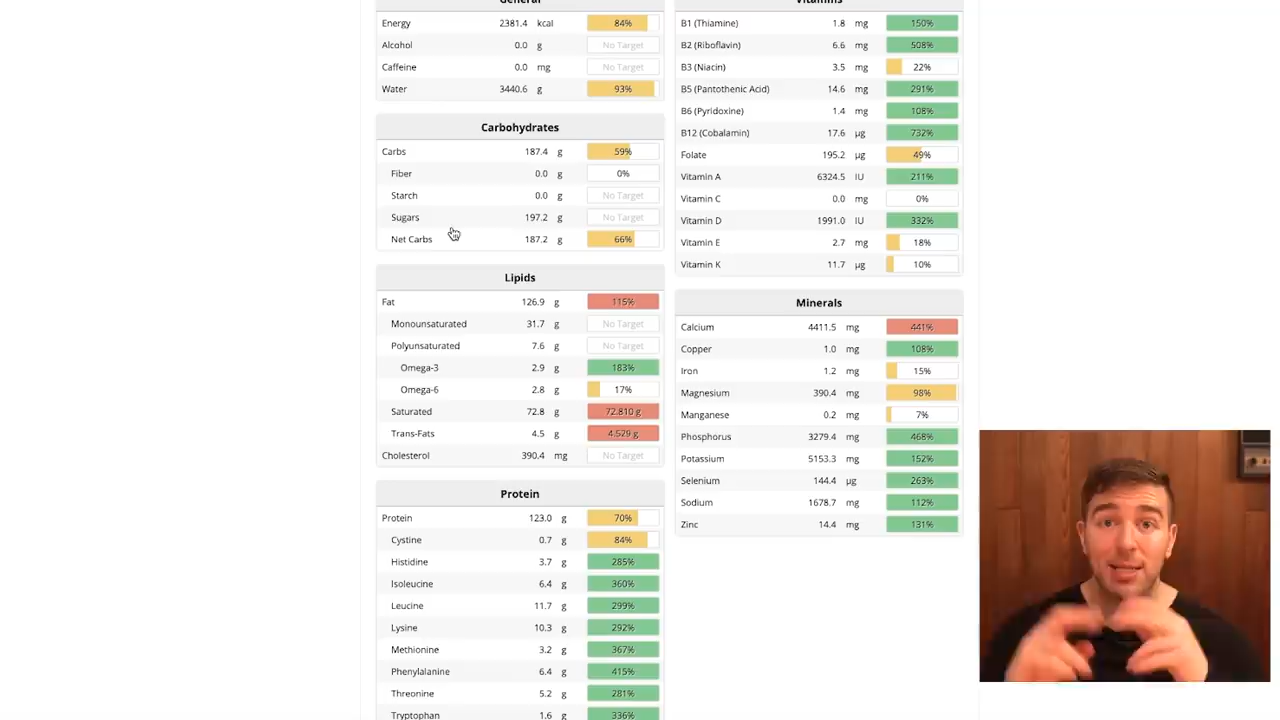 General
Energy 2381.4 kcal 84%
Alcohol 0.0 g No Target
Caffeine 0.0 mg No Target
Water 3440.6 g 93%
Carbohydrates
Carbs 187.4 g 59%
Fiber 0.0 g 0%
Starch 0.0 g No Target
Sugars 197.2 g No Target
Net Carbs 187.2 g 66%
Lipids
Fat 126.9 g 115%
Monounsaturated 31.7 g No Target
Polyunsaturated 7.6 g No Target
Omega-3 2.9 g 183%
Omega-6 2.8 g 17%
Saturated 72.8 g 72.810 g
Trans-Fats 4.5 g 4.529 g
Cholesterol 390.4 mg No Target
Protein
Protein 123.0 g 70%
Cystine 0.7 g 84%
Histidine 3.7 g 285%
Isoleucine 6.4 g 360%
Leucine 11.7 g 299%
Lysine 10.3 g 292%
Methionine 3.2 g 367%
Phenylalanine 6.4 g 415%
Threonine 5.2 g 281%
Tryptophan 1.6 g 336%
Vitamins
B1 (Thiamine) 1.8 mg 150%
B2 (Riboflavin) 6.6 mg 508%
B3 (Niacin) 3.5 mg 22%
B5 (Pantothenic Acid) 14.6 mg 291%
B6 (Pyridoxine) 1.4 mg 108%
B12 (Cobalamin) 17.6 µg 732%
Folate 195.2 µg 49%
Vitamin A 6324.5 IU 211%
Vitamin C 0.0 mg 0%
Vitamin D 1991.0 IU 332%
Vitamin E 2.7 mg 18%
Vitamin K 11.7 µg 10%
Minerals
Calcium 4411.5 mg 441%
Copper 1.0 mg 108%
Iron 1.2 mg 15%
Magnesium 390.4 mg 98%
Manganese 0.2 mg 7%
Phosphorus 3279.4 mg 468%
Potassium 5153.3 mg 152%
Selenium 144.4 µg 263%
Sodium 1678.7 mg 112%
Zinc 14.4 mg 131%